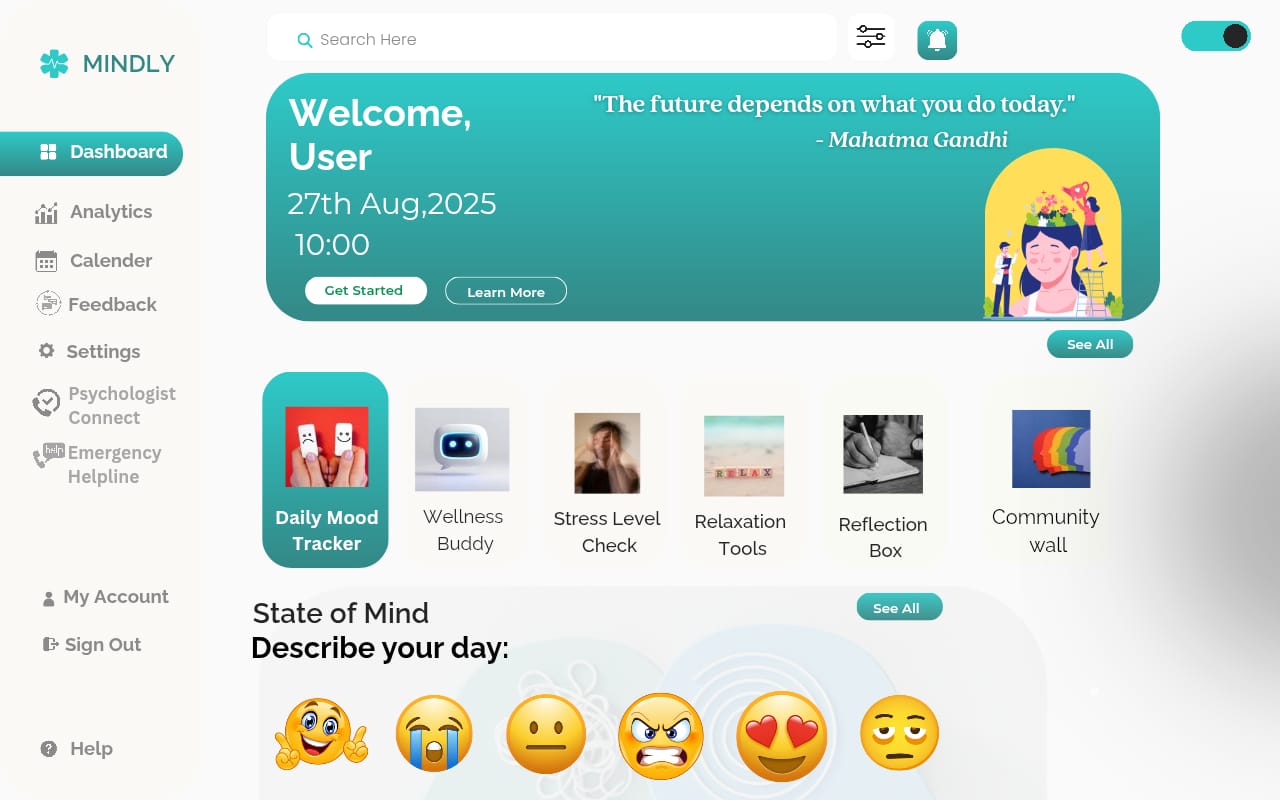 MINDLY
Search Here
Dashboard
Analytics
Calender
Feedback
Settings
Psychologist
Connect
help
Emergency
Helpline
My Account
Sign Out
Help
Welcome,
User
27th Aug,2025
10:00
Get Started
Learn More
"The future depends on what you do today."
- Mahatma Gandhi
See All
Daily Mood
Tracker
Wellness
Buddy
Stress Level
Check
RELAX
Relaxation
Tools
Reflection
Box
Community
wall
State of Mind
See All
Describe your day: